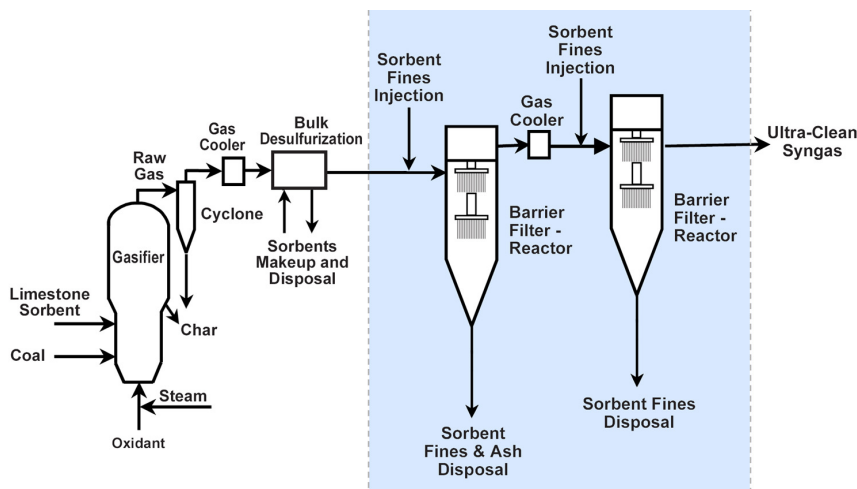 Sorbent
Fines
Injection
Sorbent
Fines
Injection
Gas
Cooler
Bulk
Desulfurization
Gas
Cooler
Raw
Gas
Ultra-Clean
Syngas
Cyclone
Barrier
Filter -
Reactor
Barrier
Filter -
Reactor
Gasifier
Sorbents
Makeup and
Disposal
Limestone
Sorbent
Char
Coal
Steam
Oxidant
Sorbent
Fines & Ash
Disposal
Sorbent Fines
Disposal